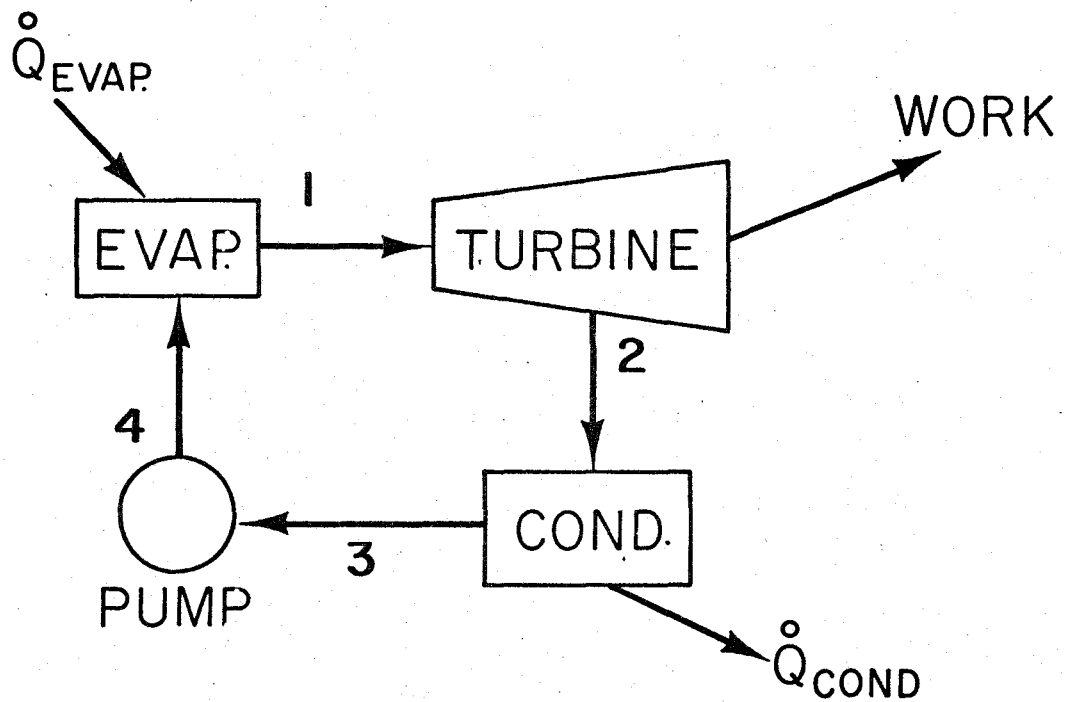 Q̊ EVAP.
WORK
1
EVAP.
TURBINE
2
4
COND.
3
PUMP
Q̊ COND